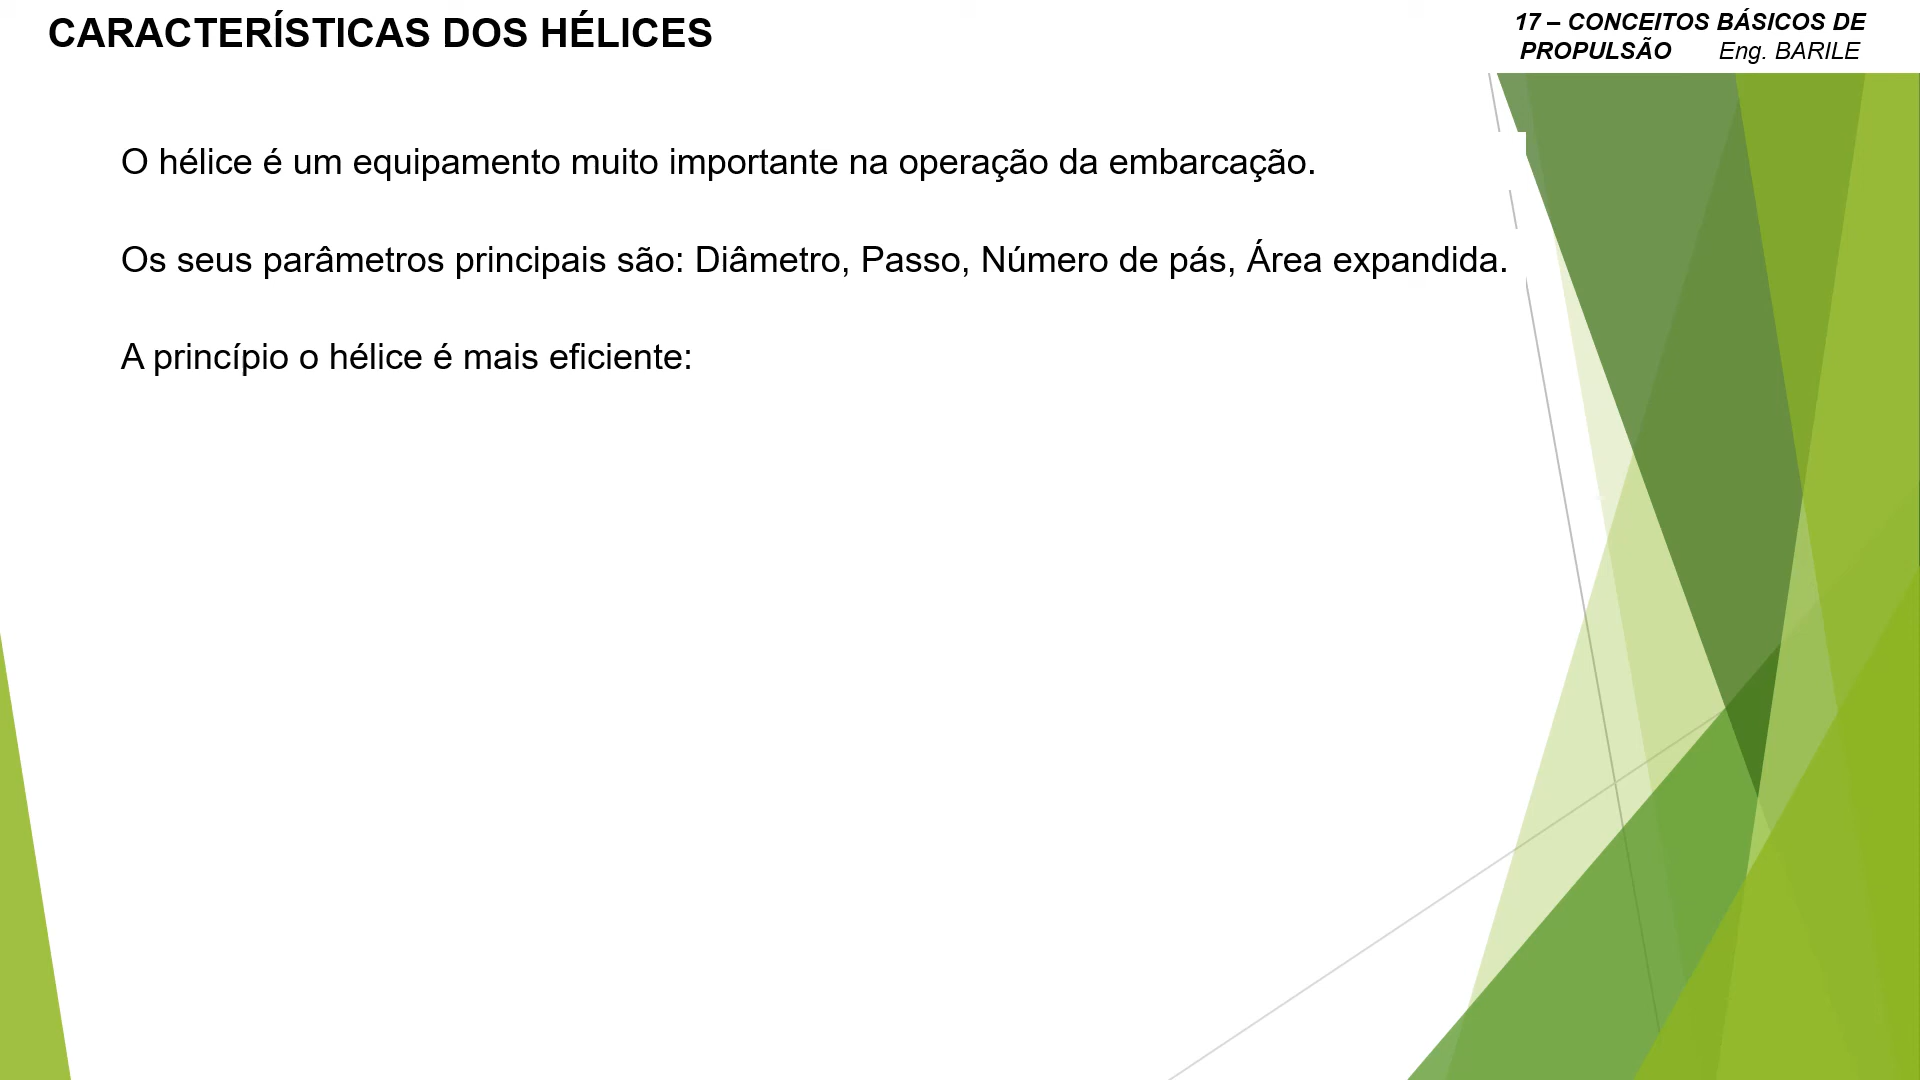 CARACTERÍSTICAS DOS HÉLICES
17 – CONCEITOS BÁSICOS DE
PROPULSÃO Eng. BARILE
O hélice é um equipamento muito importante na operação da embarcação.
Os seus parâmetros principais são: Diâmetro, Passo, Número de pás, Área expandida.
A princípio o hélice é mais eficiente: